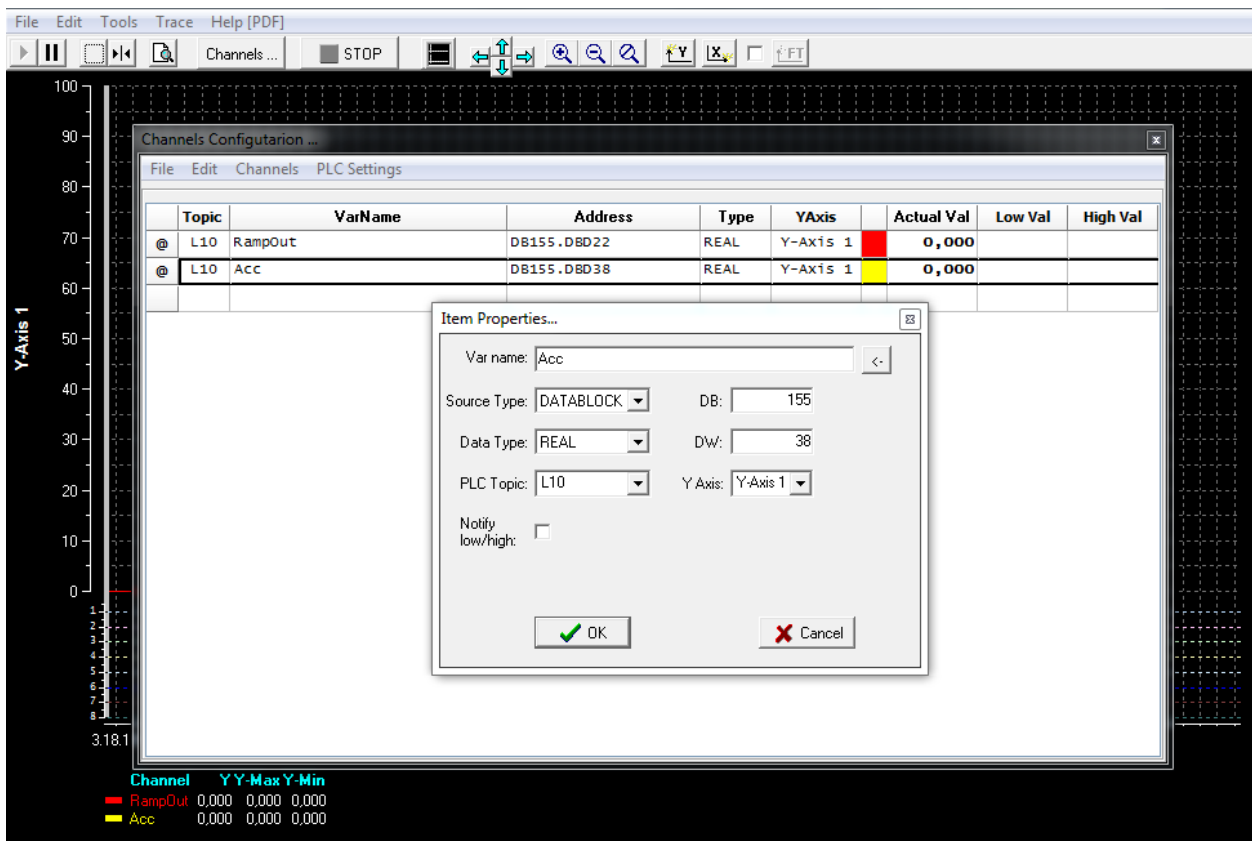 File Edit Tools Trace Help [PDF]
Channels ... STOP Y X FT
100
90
80
70
60
50
40
30
20
10
0
Y-Axis 1
1
2
3
4
5
6
7
8
3.18.1
Channels Configutarion ...
File Edit Channels PLC Settings
Topic VarName Address Type YAxis Actual Val Low Val High Val
@ L10 RampOut DB155.DBD22 REAL Y-Axis 1 0,000
@ L10 Acc DB155.DBD38 REAL Y-Axis 1 0,000
Item Properties...
Var name: Acc <-
Source Type: DATABLOCK DB: 155
Data Type: REAL DW: 38
PLC Topic: L10 Y Axis: Y-Axis 1
Notify
low/high:
OK Cancel
Channel Y Y-Max Y-Min
RampOut 0,000 0,000 0,000
Acc 0,000 0,000 0,000